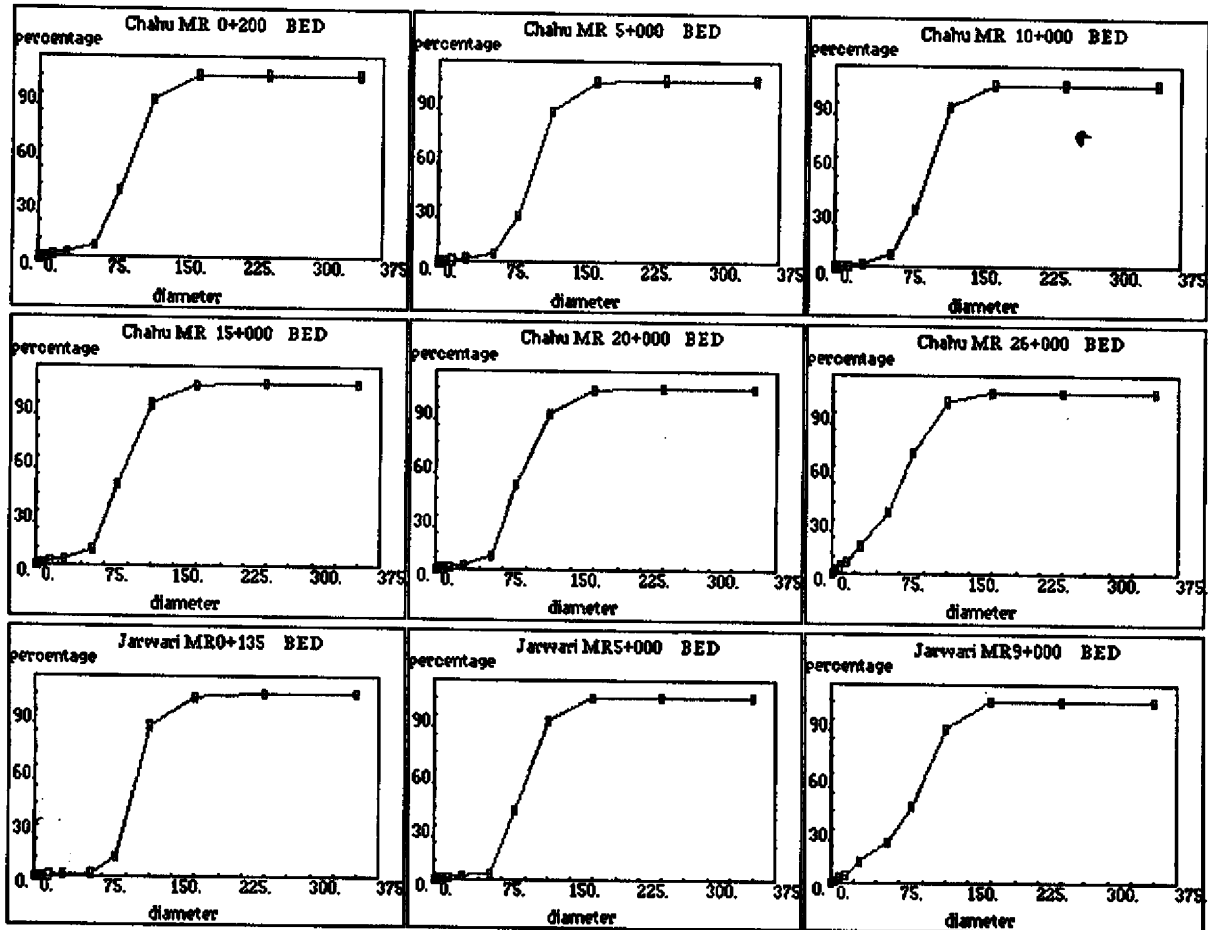 Chahu MR 0+200 BED
percentage
90.
60.
30.
0.
0. 75. 150. 225. 300. 375.
diameter
Chahu MR 5+000 BED
percentage
90.
60.
30.
0.
0. 75. 150. 225. 300. 375.
diameter
Chahu MR 10+000 BED
percentage
90.
60.
30.
0.
0. 75. 150. 225. 300. 375.
diameter
Chahu MR 15+000 BED
percentage
90.
60.
30.
0.
0. 75. 150. 225. 300. 375.
diameter
Chahu MR 20+000 BED
percentage
90.
60.
30.
0.
0. 75. 150. 225. 300. 375.
diameter
Chahu MR 26+000 BED
percentage
90.
60.
30.
0.
0. 75. 150. 225. 300. 375.
diameter
Jarwari MR0+135 BED
percentage
90.
60.
30.
0.
0. 75. 150. 225. 300. 375.
diameter
Jarwari MR5+000 BED
percentage
90.
60.
30.
0.
0. 75. 150. 225. 300. 375.
diameter
Jarwari MR9+000 BED
percentage
90.
60.
30.
0.
0. 75. 150. 225. 300. 375.
diameter